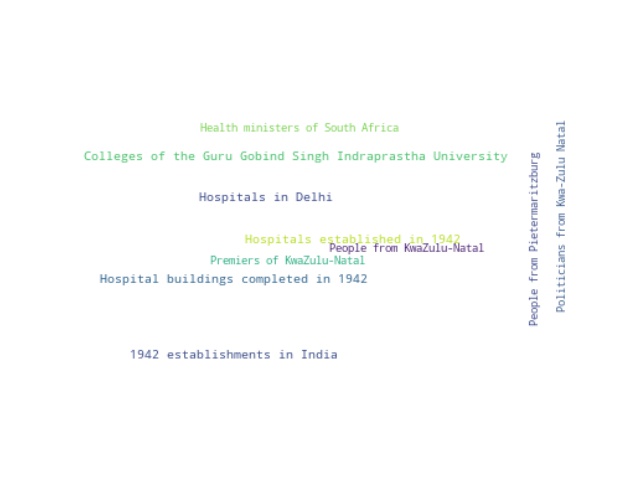 Health ministers of South Africa
Colleges of the Guru Gobind Singh Indraprastha University
Hospitals in Delhi
Hospitals established in 1942
People from KwaZulu-Natal
Premiers of KwaZulu-Natal
Hospital buildings completed in 1942
1942 establishments in India
People from Pietermaritzburg
Politicians from Kwa-Zulu Natal